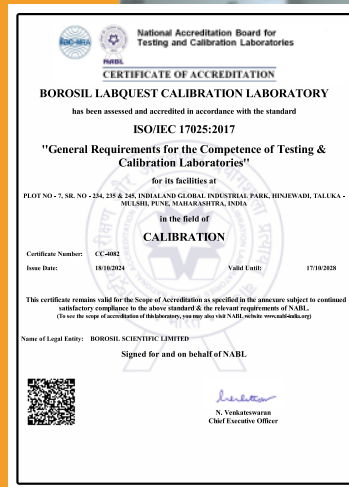 ilac-MRA
NABL
National Accreditation Board for
Testing and Calibration Laboratories
CERTIFICATE OF ACCREDITATION
BOROSIL LABQUEST CALIBRATION LABORATORY
has been assessed and accredited in accordance with the standard
ISO/IEC 17025:2017
"General Requirements for the Competence of Testing &
Calibration Laboratories"
for its facilities at
PLOT NO - 7, SR. NO - 234, 235 & 245, INDIALAND GLOBAL INDUSTRIAL PARK, HINJEWADI, TALUKA -
MULSHI, PUNE, MAHARASHTRA, INDIA
in the field of
CALIBRATION
Certificate Number: CC-4082
Issue Date: 18/10/2024 Valid Until: 17/10/2028
This certificate remains valid for the Scope of Accreditation as specified in the annexure subject to continued
satisfactory compliance to the above standard & the relevant requirements of NABL.
(To see the scope of accreditation of this laboratory, you may also visit NABL website www.nabl-india.org)
Name of Legal Entity: BOROSIL SCIENTIFIC LIMITED
Signed for and on behalf of NABL
N. Venkateswaran
Chief Executive Officer